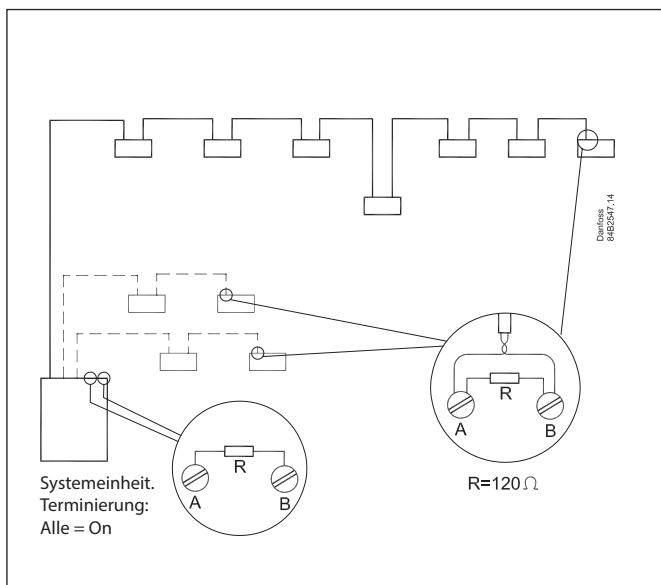 Danfoss
84B2547.14
R
A
B
R=120 Ω
R
A
B
Systemeinheit.
Terminierung:
Alle = On